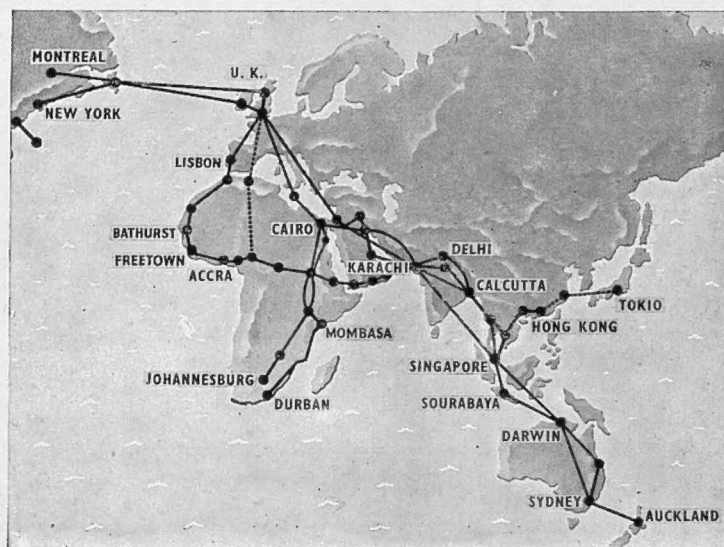 MONTREAL
U. K.
NEW YORK
LISBON
BATHURST
CAIRO
DELHI
FREETOWN
KARACHI
ACCRA
CALCUTTA
TOKIO
HONG KONG
MOMBASA
SINGAPORE
JOHANNESBURG
SOURABAYA
DURBAN
DARWIN
SYDNEY
AUCKLAND